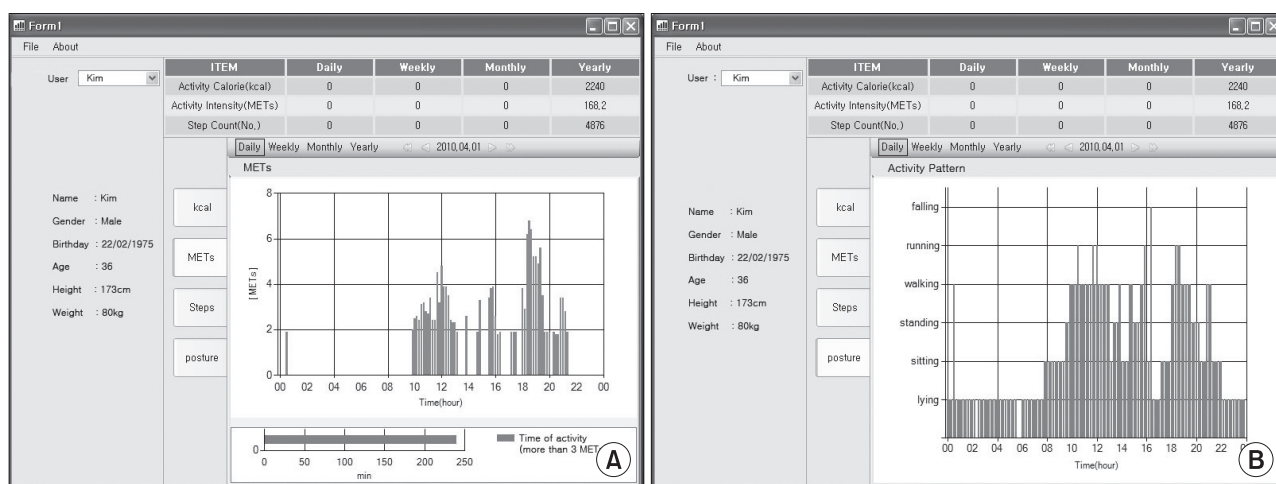 Form1
File About
User Kim
ITEM Daily Weekly Monthly Yearly
Activity Calorie(kcal) 0 0 0 2240
Activity Intensity(METs) 0 0 0 168,2
Step Count(No,) 0 0 0 4876
Daily Weekly Monthly Yearly 2010,04,01
METs
Name : Kim
Gender : Male
Birthday : 22/02/1975
Age : 36
Height : 173cm
Weight : 80kg
kcal
METs
Steps
posture
[METs]
8
6
4
2
0
00 02 04 06 08 10 12 14 16 18 20 22 00
Time(hour)
0
0 50 100 150 200 250
min
Time of activity
(more than 3 MET
A
Form1
File About
User : Kim
ITEM Daily Weekly Monthly Yearly
Activity Calorie(kcal) 0 0 0 2240
Activity Intensity(METs) 0 0 0 168,2
Step Count(No,) 0 0 0 4876
Daily Weekly Monthly Yearly 2010,04,01
Activity Pattern
Name : Kim
Gender : Male
Birthday : 22/02/1975
Age : 36
Height : 173cm
Weight : 80kg
kcal
METs
Steps
posture
falling
running
walking
standing
sitting
lying
00 02 04 06 08 10 12 14 16 18 20 22
Time(hour)
B